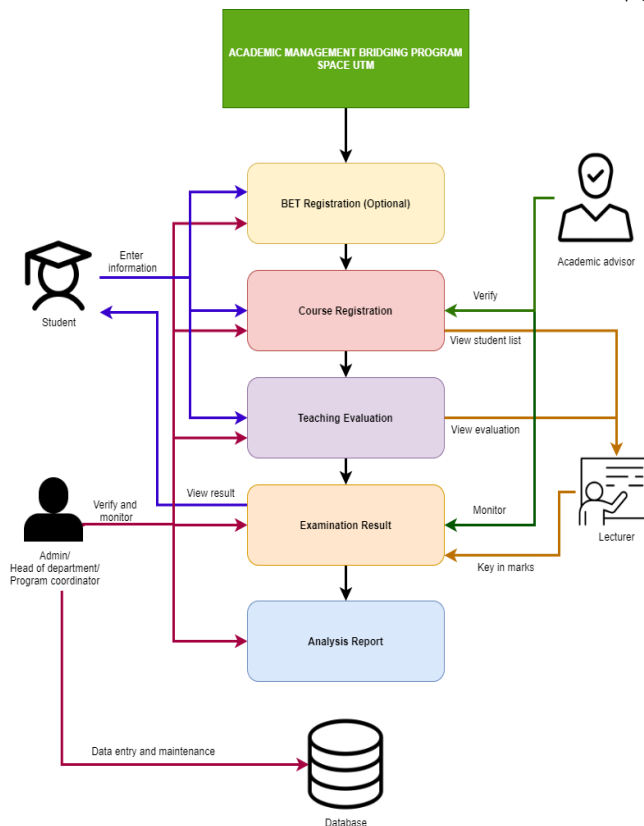 ACADEMIC MANAGEMENT BRIDGING PROGRAM
SPACE UTM
BET Registration (Optional)
Academic advisor
Enter
information
Student
Course Registration
Verify
View student list
Teaching Evaluation
View evaluation
View result
Verify and
monitor
Examination Result
Monitor
Lecturer
Key in marks
Admin/
Head of department/
Program coordinator
Analysis Report
Data entry and maintenance
Database